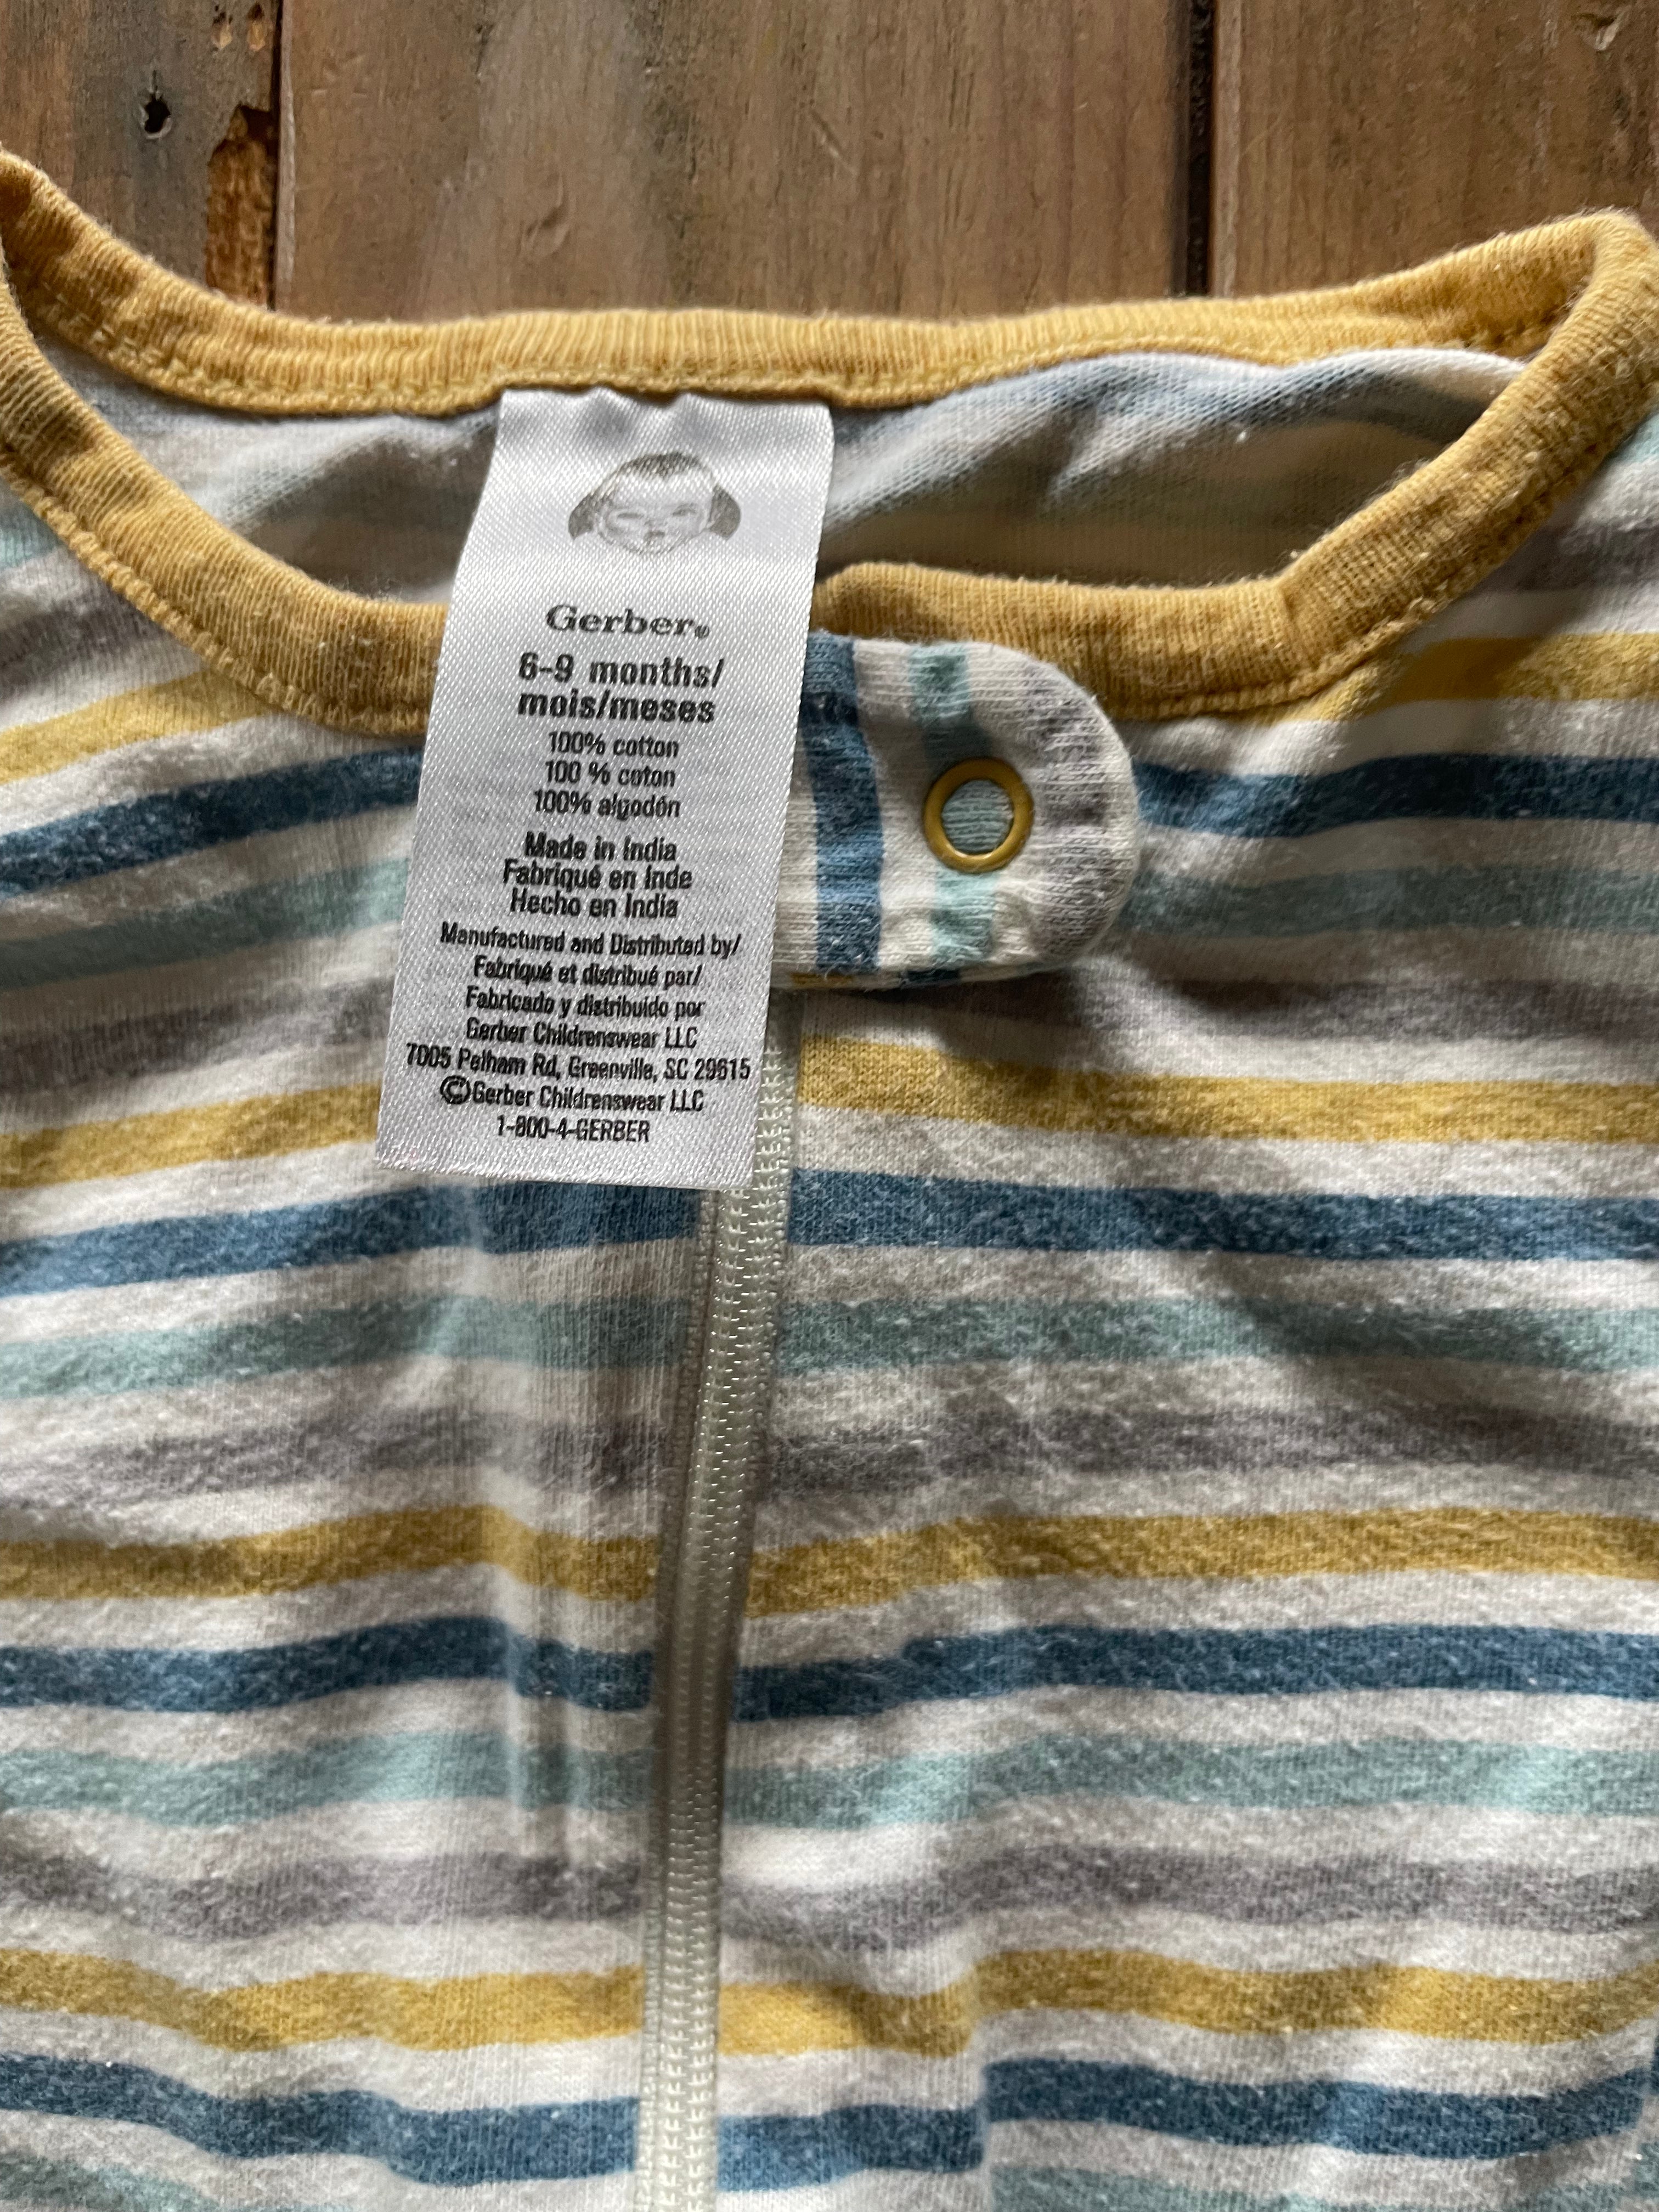 Gerber®
6-9 months/
mois/meses
100% cotton
100 % coton
100% algodón
Made in India
Fabriqué en Inde
Hecho en India
Manufactured and Distributed by/
Fabriqué et distribué par/
Fabricado y distribuido por
Gerber Childrenswear LLC
7005 Pelham Rd, Greenville, SC 29615
©Gerber Childrenswear LLC
1-800-4-GERBER